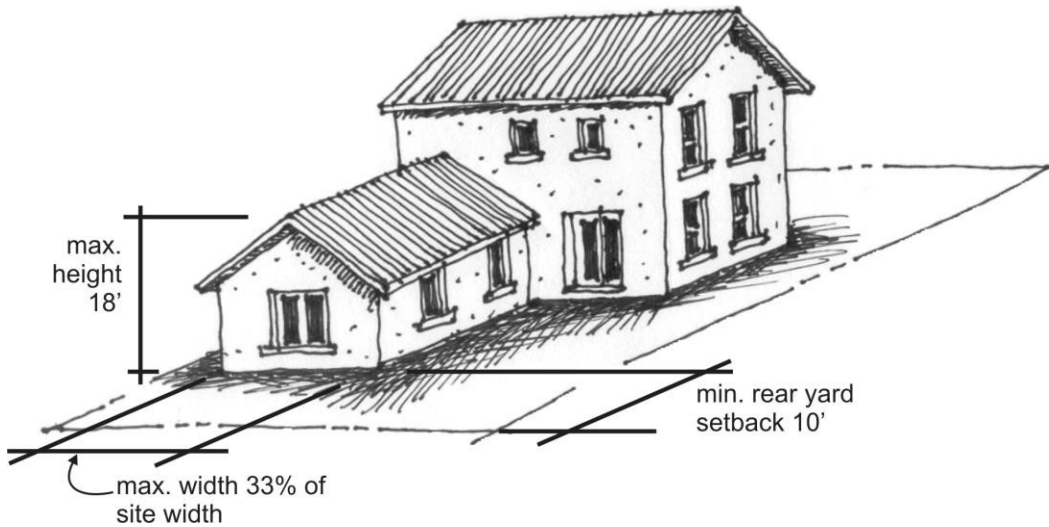 max.
height
18’
min. rear yard
setback 10’
max. width 33% of
site width